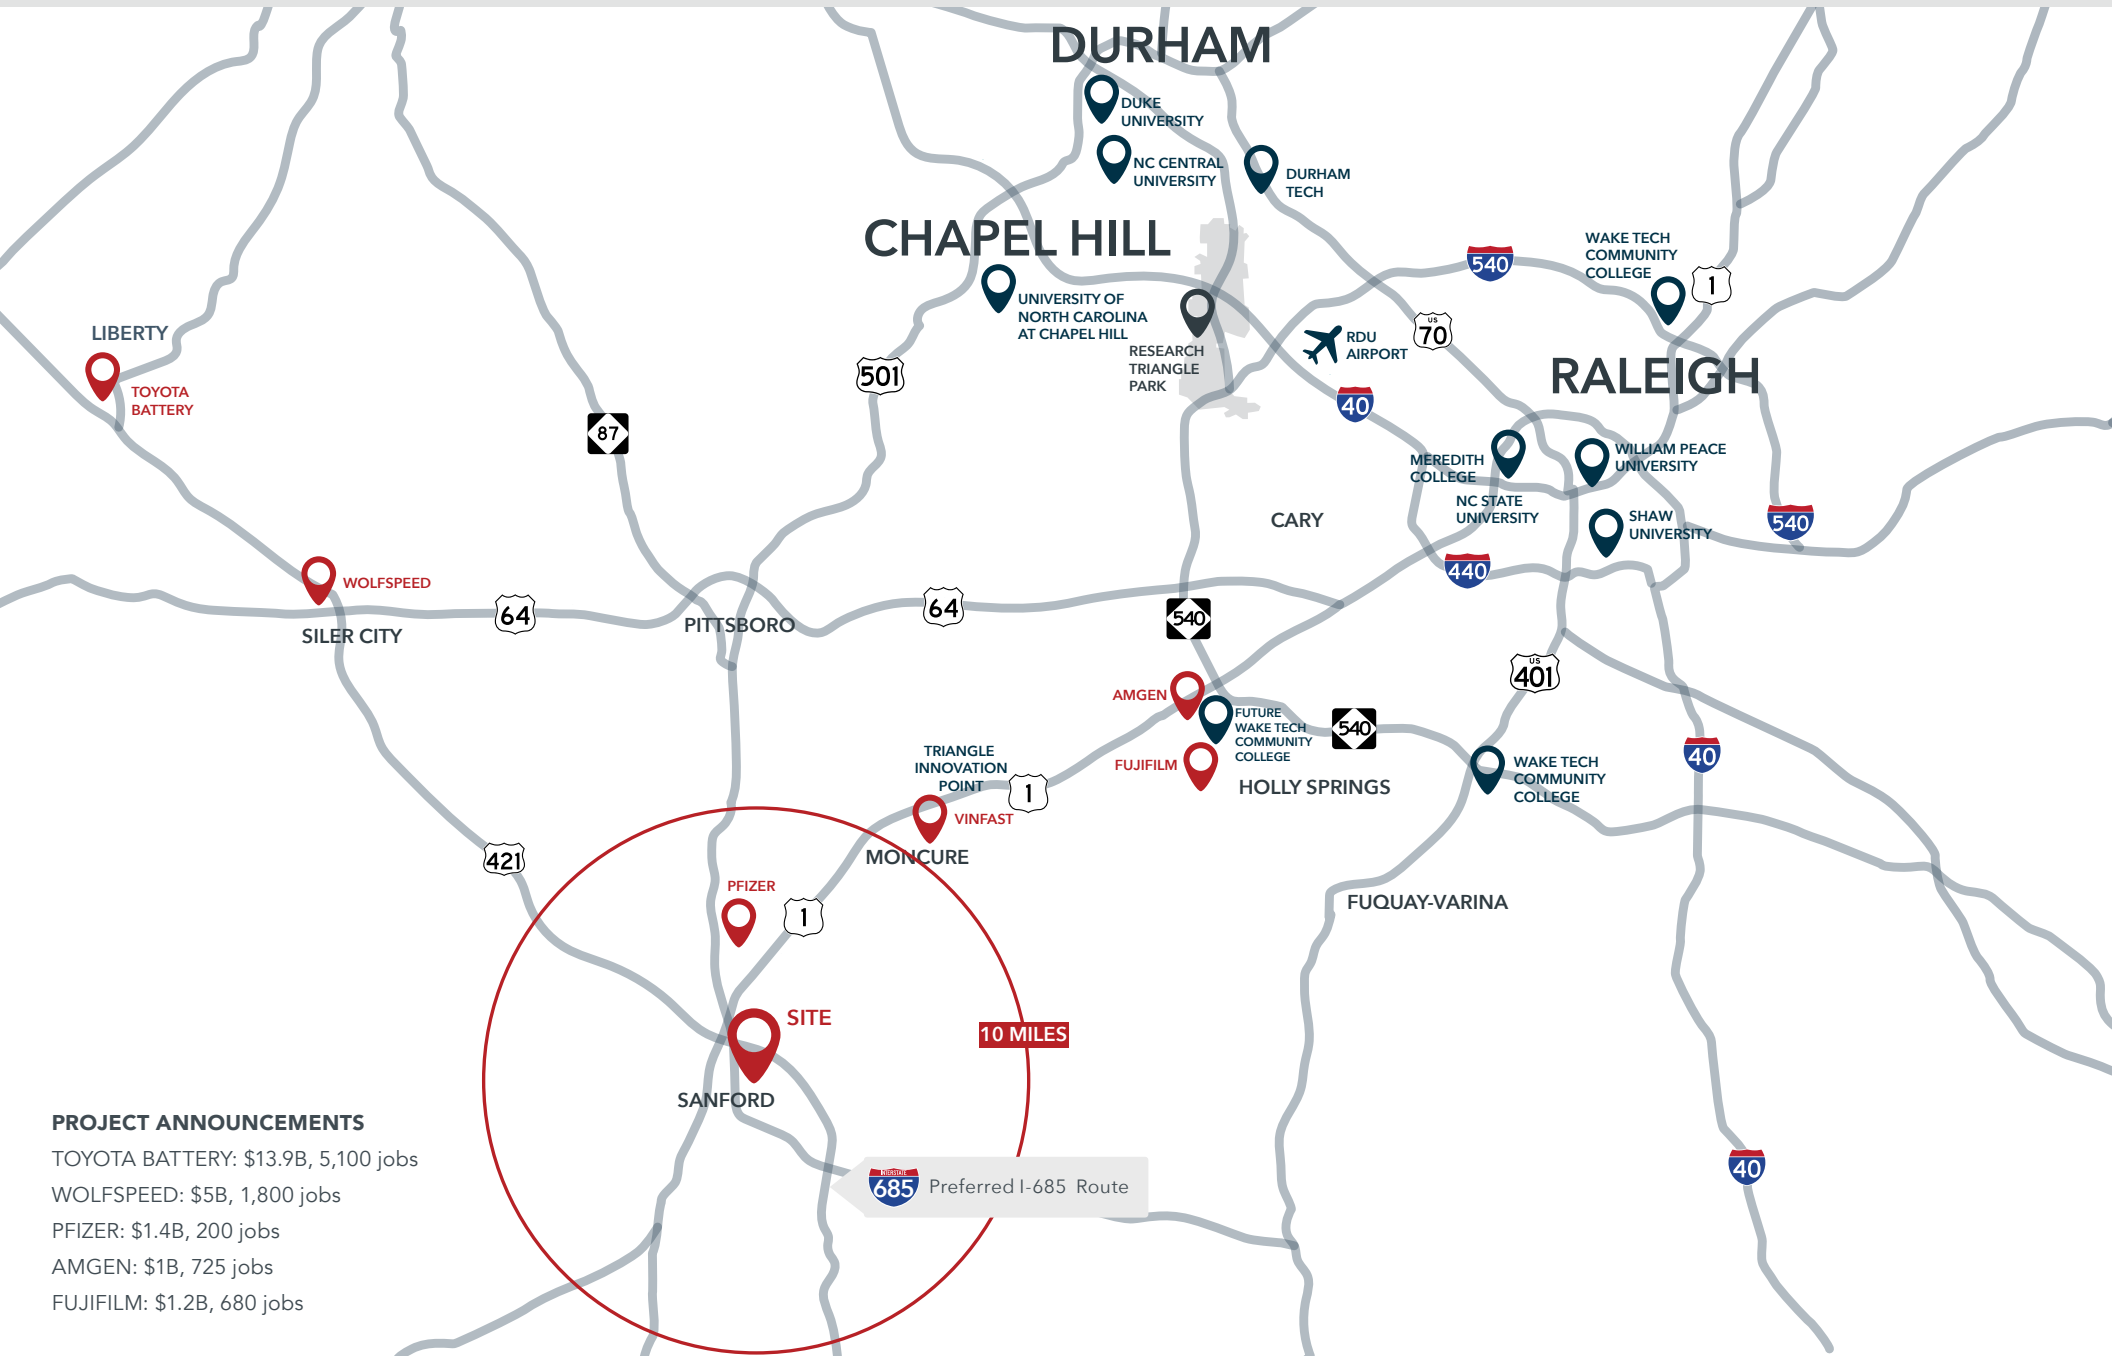 DURHAM
DUKE
UNIVERSITY
NC CENTRAL
UNIVERSITY
DURHAM
TECH
CHAPEL HILL
UNIVERSITY OF
NORTH CAROLINA
AT CHAPEL HILL
RESEARCH
TRIANGLE
PARK
540
WAKE TECH
COMMUNITY
COLLEGE
1
US
70
RDU
AIRPORT
RALEIGH
LIBERTY
TOYOTA
BATTERY
501
40
87
MEREDITH
COLLEGE
WILLIAM PEACE
UNIVERSITY
NC STATE
UNIVERSITY
SHAW
UNIVERSITY
540
CARY
440
WOLFSPEED
64
SILER CITY
PITTSBORO
64
540
US
401
AMGEN
FUTURE
WAKE TECH
COMMUNITY
COLLEGE
540
FUJIFILM
HOLLY SPRINGS
WAKE TECH
COMMUNITY
COLLEGE
40
TRIANGLE
INNOVATION
POINT
1
VINFAST
MONCURE
421
PFIZER
1
FUQUAY-VARINA
SITE
10 MILES
SANFORD
INTERSTATE
685
Preferred I-685 Route
40
PROJECT ANNOUNCEMENTS
TOYOTA BATTERY: $13.9B, 5,100 jobs
WOLFSPEED: $5B, 1,800 jobs
PFIZER: $1.4B, 200 jobs
AMGEN: $1B, 725 jobs
FUJIFILM: $1.2B, 680 jobs